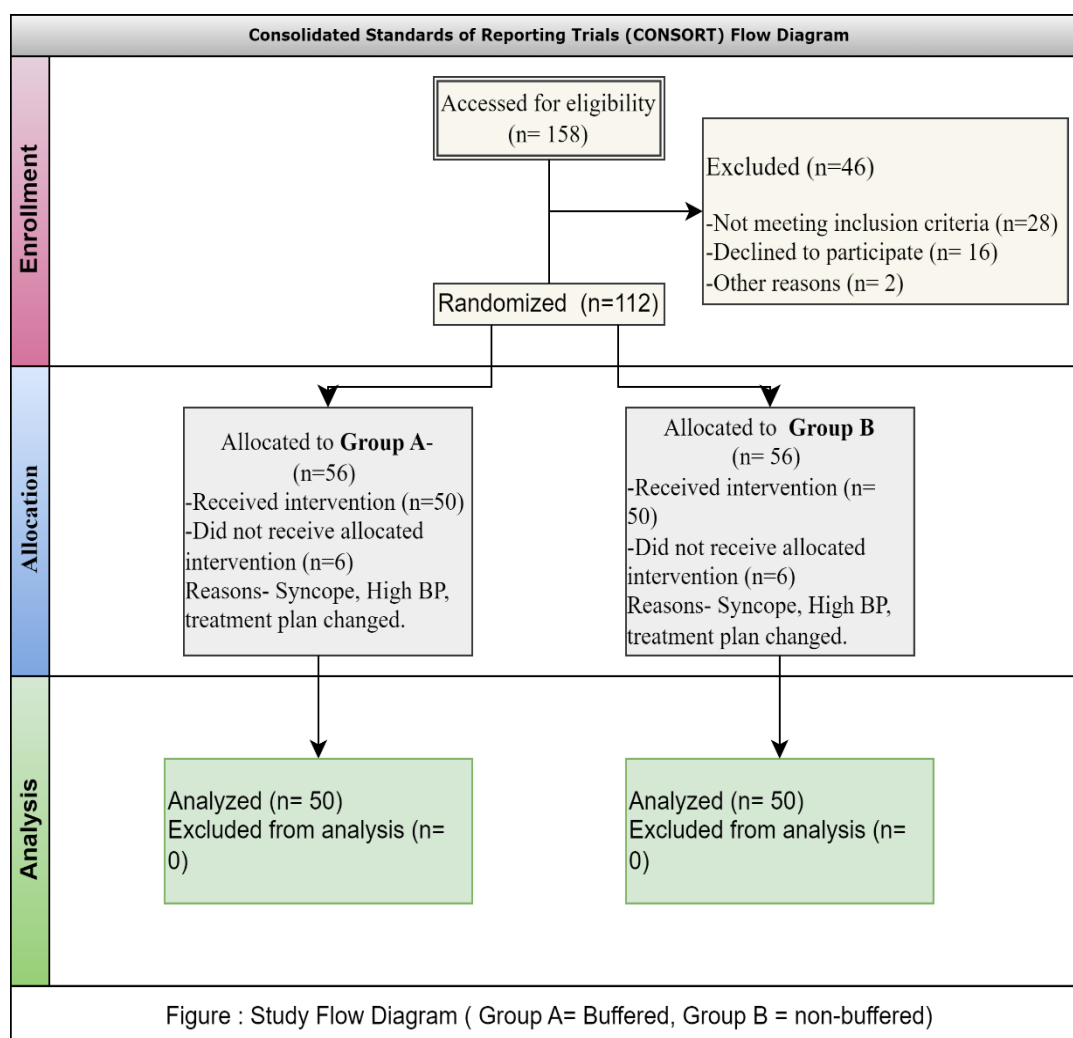 Consolidated Standards of Reporting Trials (CONSORT) Flow Diagram
Enrollment
Accessed for eligibility
(n= 158)
Excluded (n=46)
-Not meeting inclusion criteria (n=28)
-Declined to participate (n= 16)
-Other reasons (n= 2)
Randomized (n=112)
Allocation
Allocated to Group A-
(n=56)
-Received intervention (n=50)
-Did not receive allocated
intervention (n=6)
Reasons- Syncope, High BP,
treatment plan changed.
Allocated to Group B
(n= 56)
-Received intervention (n=
50)
-Did not receive allocated
intervention (n=6)
Reasons- Syncope, High BP,
treatment plan changed.
Analysis
Analyzed (n= 50)
Excluded from analysis (n=
0)
Analyzed (n= 50)
Excluded from analysis (n=
0)
Figure : Study Flow Diagram ( Group A= Buffered, Group B = non-buffered)